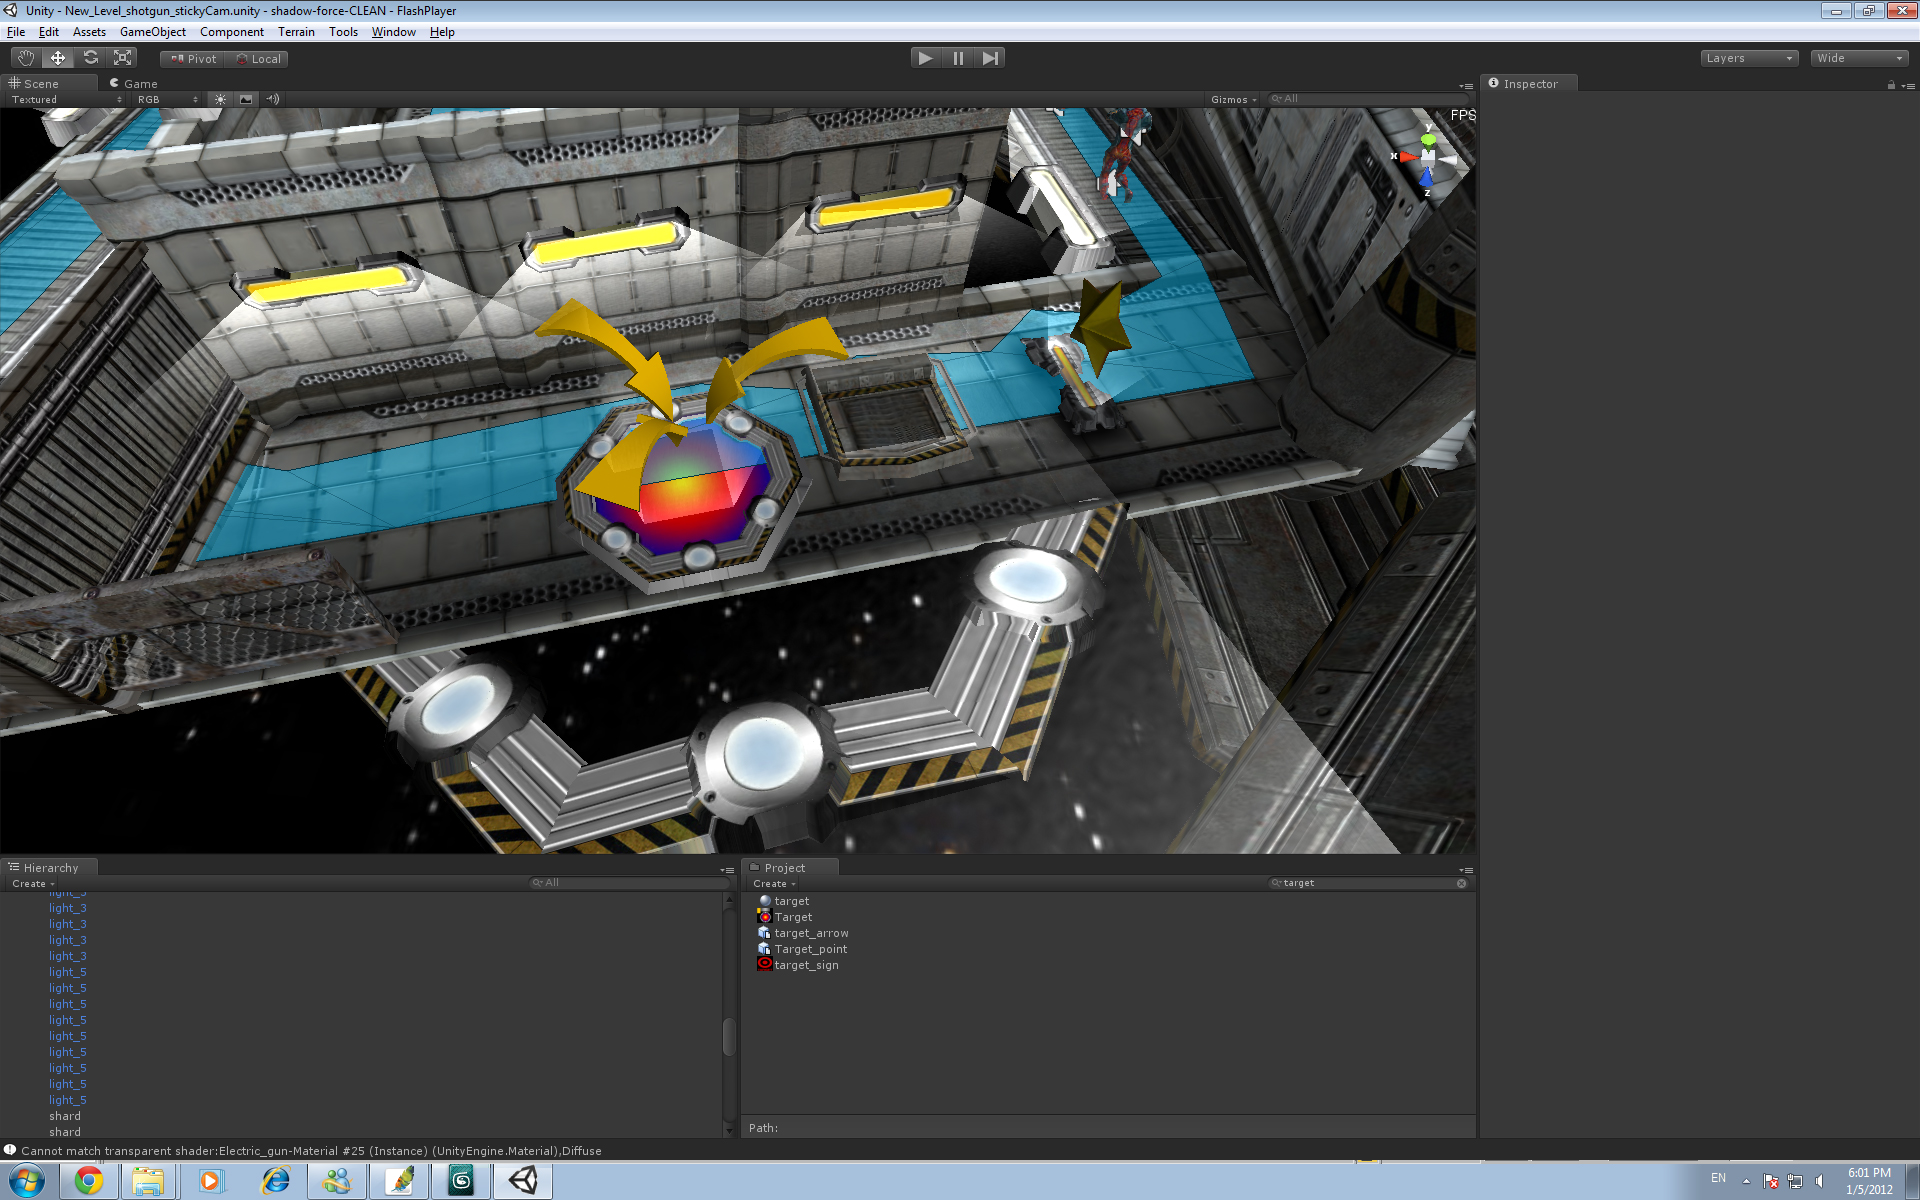 Unity - New_Level_shotgun_stickyCam.unity - shadow-force-CLEAN - FlashPlayer
File Edit Assets GameObject Component Terrain Tools Window Help
Pivot Local Layers Wide
Scene Game Inspector
Textured RGB Gizmos All
FPS
y
x
z
Hierarchy Project
Create All Create target
light_3
light_3
light_3
light_3
light_3
light_5
light_5
light_5
light_5
light_5
light_5
light_5
light_5
light_5
shard
shard
target
Target
target_arrow
Target_point
target_sign
Path:
Cannot match transparent shader:Electric_gun-Material #25 (Instance) (UnityEngine.Material),Diffuse
EN
6:01 PM
1/5/2012